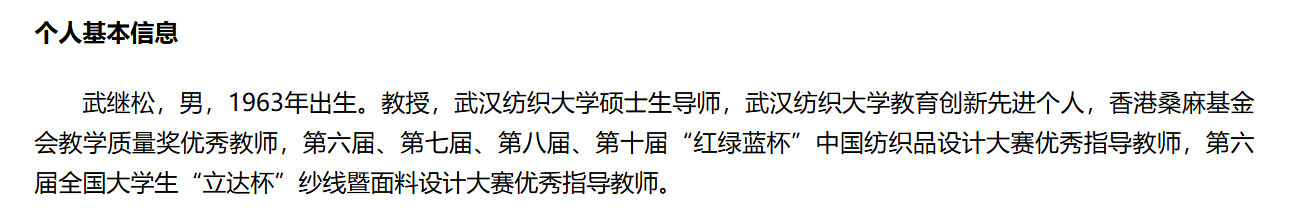 个人基本信息
武继松，男，1963年出生。教授，武汉纺织大学硕士生导师，武汉纺织大学教育创新先进个人，香港桑麻基金
会教学质量奖优秀教师，第六届、第七届、第八届、第十届“红绿蓝杯”中国纺织品设计大赛优秀指导教师，第六
届全国大学生“立达杯”纱线暨面料设计大赛优秀指导教师。